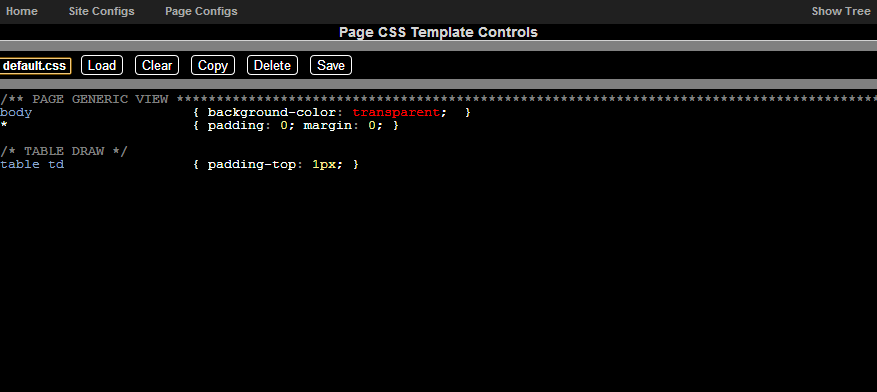 Home Site Configs Page Configs Show Tree
Page CSS Template Controls
default.css Load Clear Copy Delete Save
/** PAGE GENERIC VIEW ****************************************************************************************
body { background-color: transparent; }
* { padding: 0; margin: 0; }
/* TABLE DRAW */
table td { padding-top: 1px; }